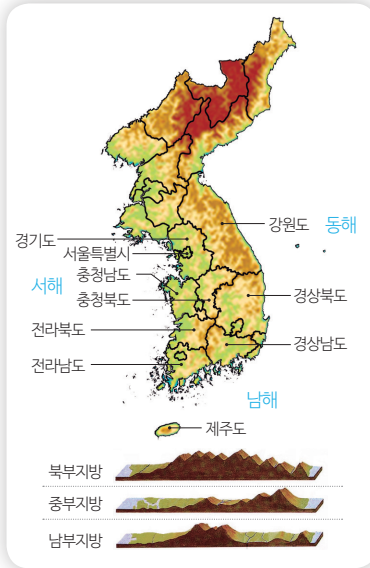 강원도
동해
경기도
서울특별시
충청남도
서해
충청북도
경상북도
전라북도
경상남도
전라남도
남해
제주도
북부지방
중부지방
남부지방